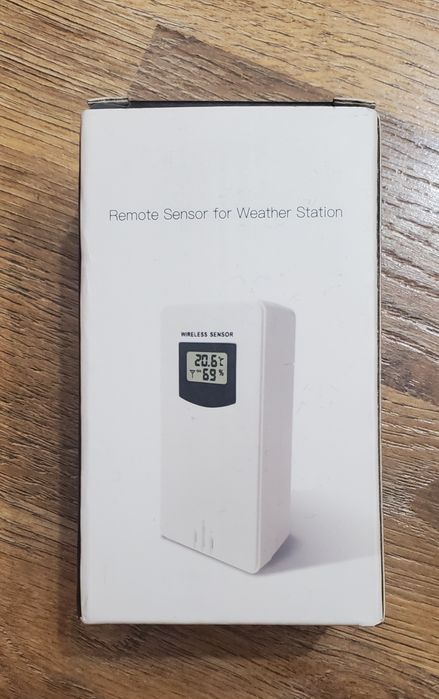 Remote Sensor for Weather Station
WIRELESS SENSOR
20.6°C
69%